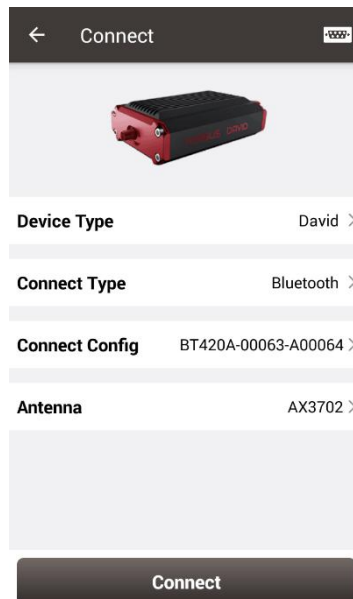 Connect
Device Type David
Connect Type Bluetooth
Connect Config BT420A-00063-A00064
Antenna AX3702
Connect